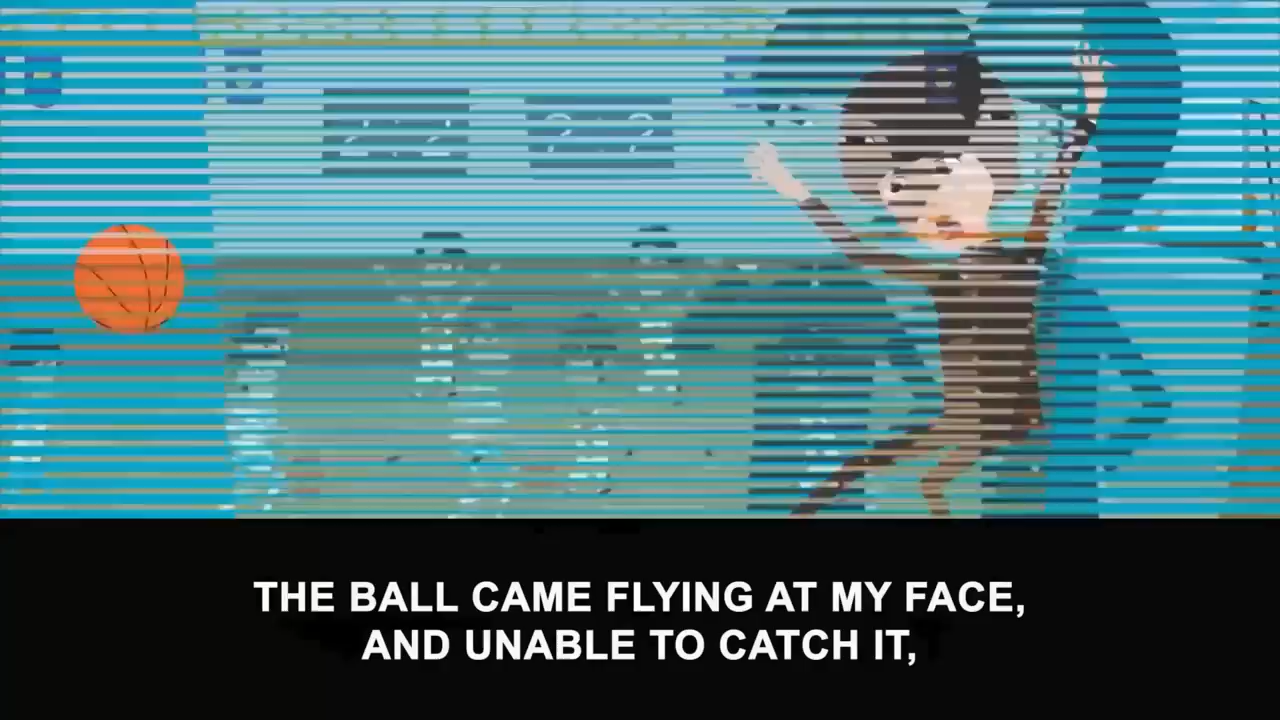 THE BALL CAME FLYING AT MY FACE,
AND UNABLE TO CATCH IT,